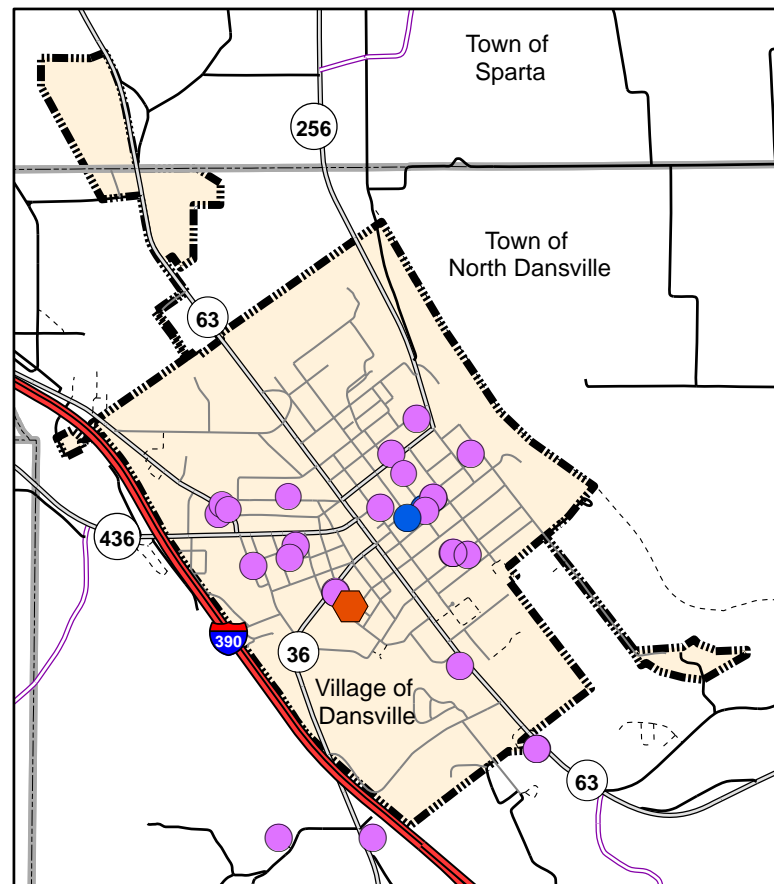 Town of
Sparta
256
Town of
North Dansville
63
436
390
36
Village of
Dansville
63